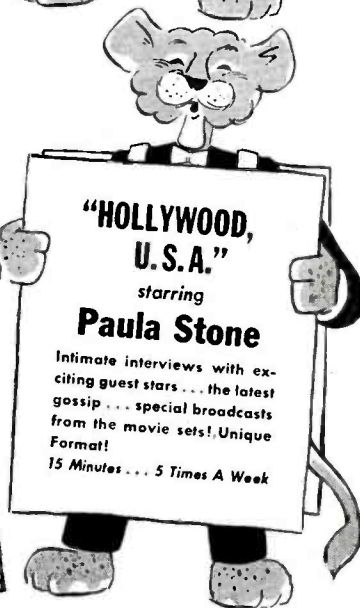 “HOLLYWOOD,
U.S.A.”
starring
Paula Stone
Intimate interviews with ex-
citing guest stars . . . the latest
gossip . . . special broadcasts
from the movie sets! Unique
Format!
15 Minutes . . . 5 Times A Week